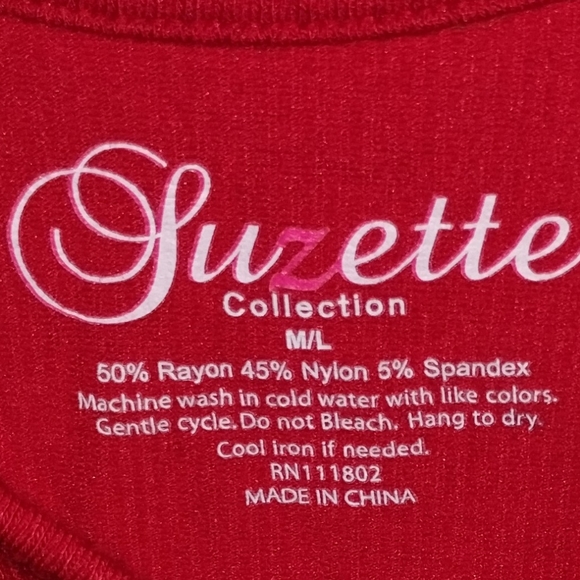 Suzette
Collection
M/L
50% Rayon 45% Nylon 5% Spandex
Machine wash in cold water with like colors.
Gentle cycle.Do not Bleach. Hang to dry.
Cool iron if needed.
RN111802
MADE IN CHINA